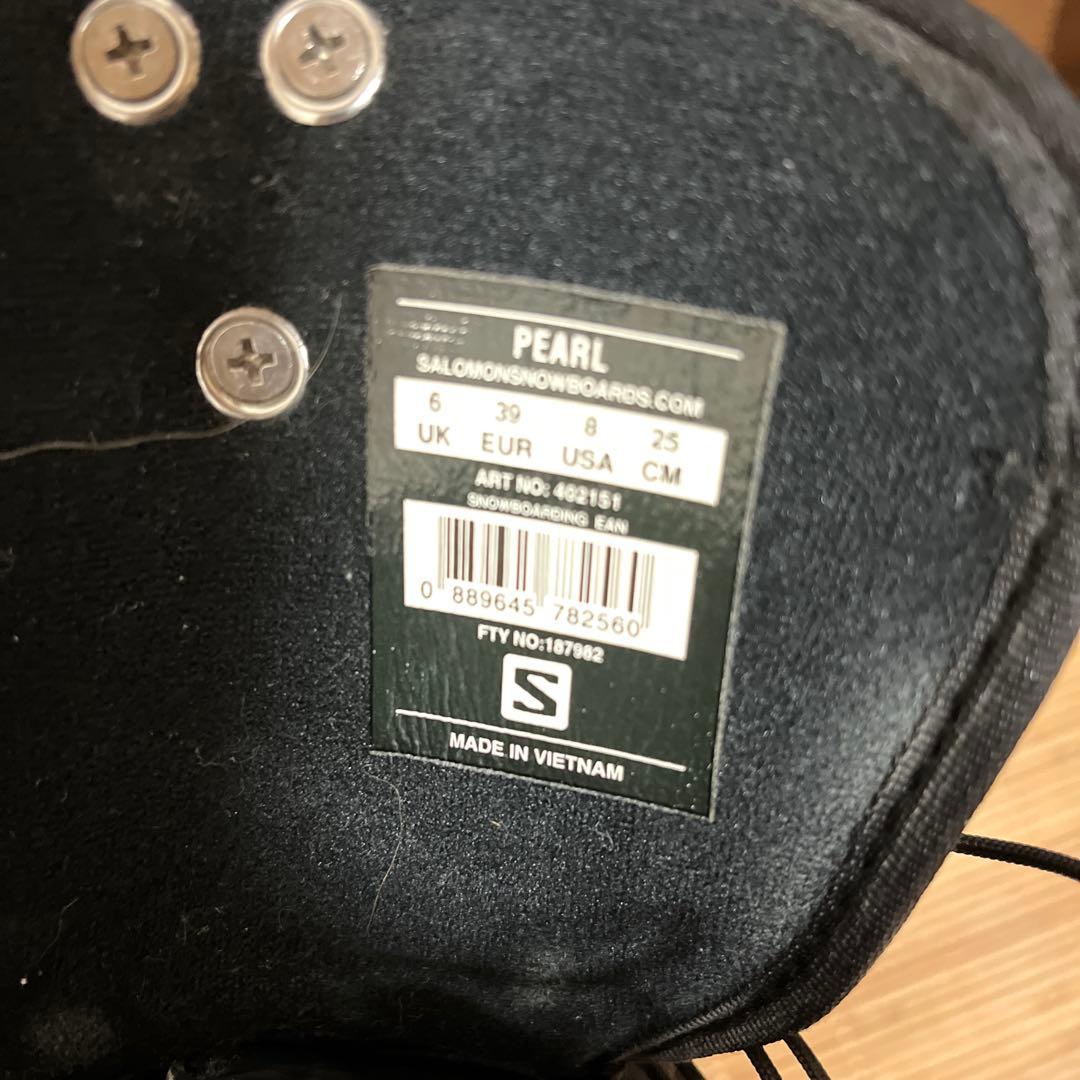 PEARL
SALOMONSNOWBOARDS.COM
6 39 8 25
UK EUR USA CM
ART NO: 402151
SNOWBOARDING EAN
0 889645 782560
FTY NO:187982
S
MADE IN VIETNAM